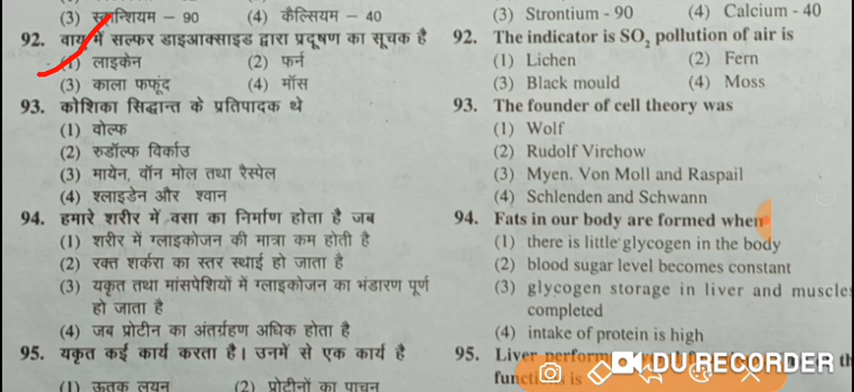 (3) स्ट्रान्शियम – 90 (4) कैल्सियम – 40
92. वायु में सल्फर डाइआक्साइड द्वारा प्रदूषण का सूचक है
(1) लाइकेन (2) फर्न
(3) काला फफूंद (4) मॉस
93. कोशिका सिद्धान्त के प्रतिपादक थे
(1) वोल्फ
(2) रुडॉल्फ विर्काउ
(3) मायेन, वॉन मोल तथा रैस्पेल
(4) श्लाइडेन और श्वान
94. हमारे शरीर में वसा का निर्माण होता है जब
(1) शरीर में ग्लाइकोजन की मात्रा कम होती है
(2) रक्त शर्करा का स्तर स्थाई हो जाता है
(3) यकृत तथा मांसपेशियों में ग्लाइकोजन का भंडारण पूर्ण
हो जाता है
(4) जब प्रोटीन का अंतर्ग्रहण अधिक होता है
95. यकृत कई कार्य करता है। उनमें से एक कार्य है
(1) ऊतक लयन (2) प्रोटीनों का पाचन
(3) Strontium - 90 (4) Calcium - 40
92. The indicator is SO₂ pollution of air is
(1) Lichen (2) Fern
(3) Black mould (4) Moss
93. The founder of cell theory was
(1) Wolf
(2) Rudolf Virchow
(3) Myen. Von Moll and Raspail
(4) Schlenden and Schwann
94. Fats in our body are formed when
(1) there is little glycogen in the body
(2) blood sugar level becomes constant
(3) glycogen storage in liver and muscles
completed
(4) intake of protein is high
95. Liver perform
function is
DU RECORDER